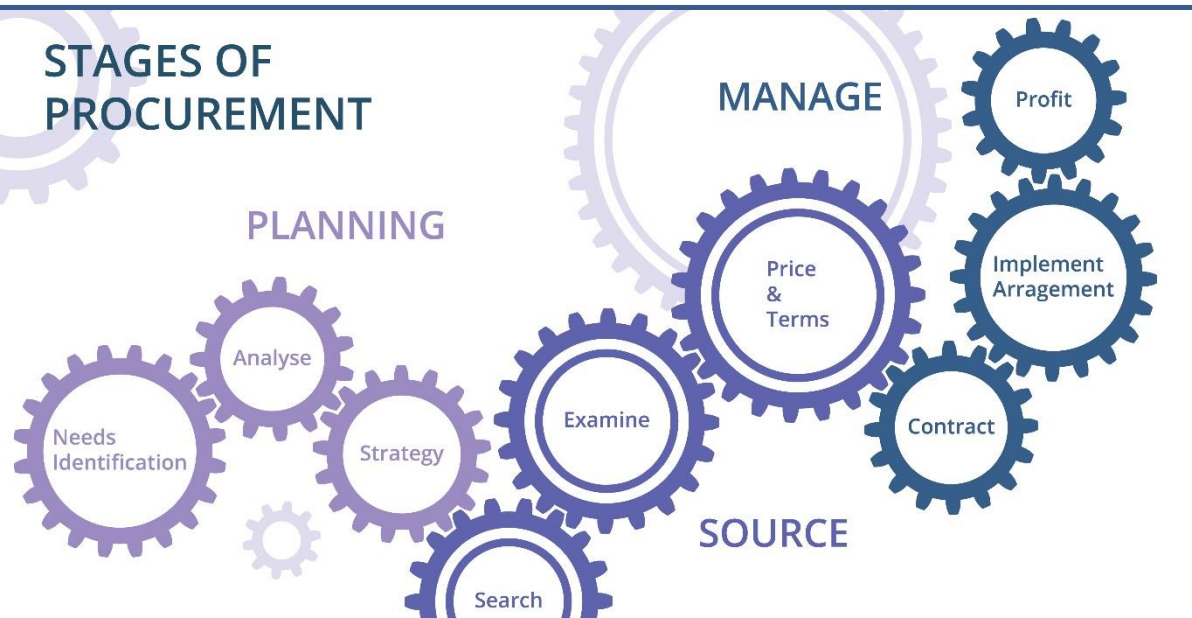 STAGES OF
PROCUREMENT
PLANNING
Needs
Identification
Analyse
Strategy
SOURCE
Search
Examine
Price
&
Terms
MANAGE
Contract
Implement
Arragement
Profit